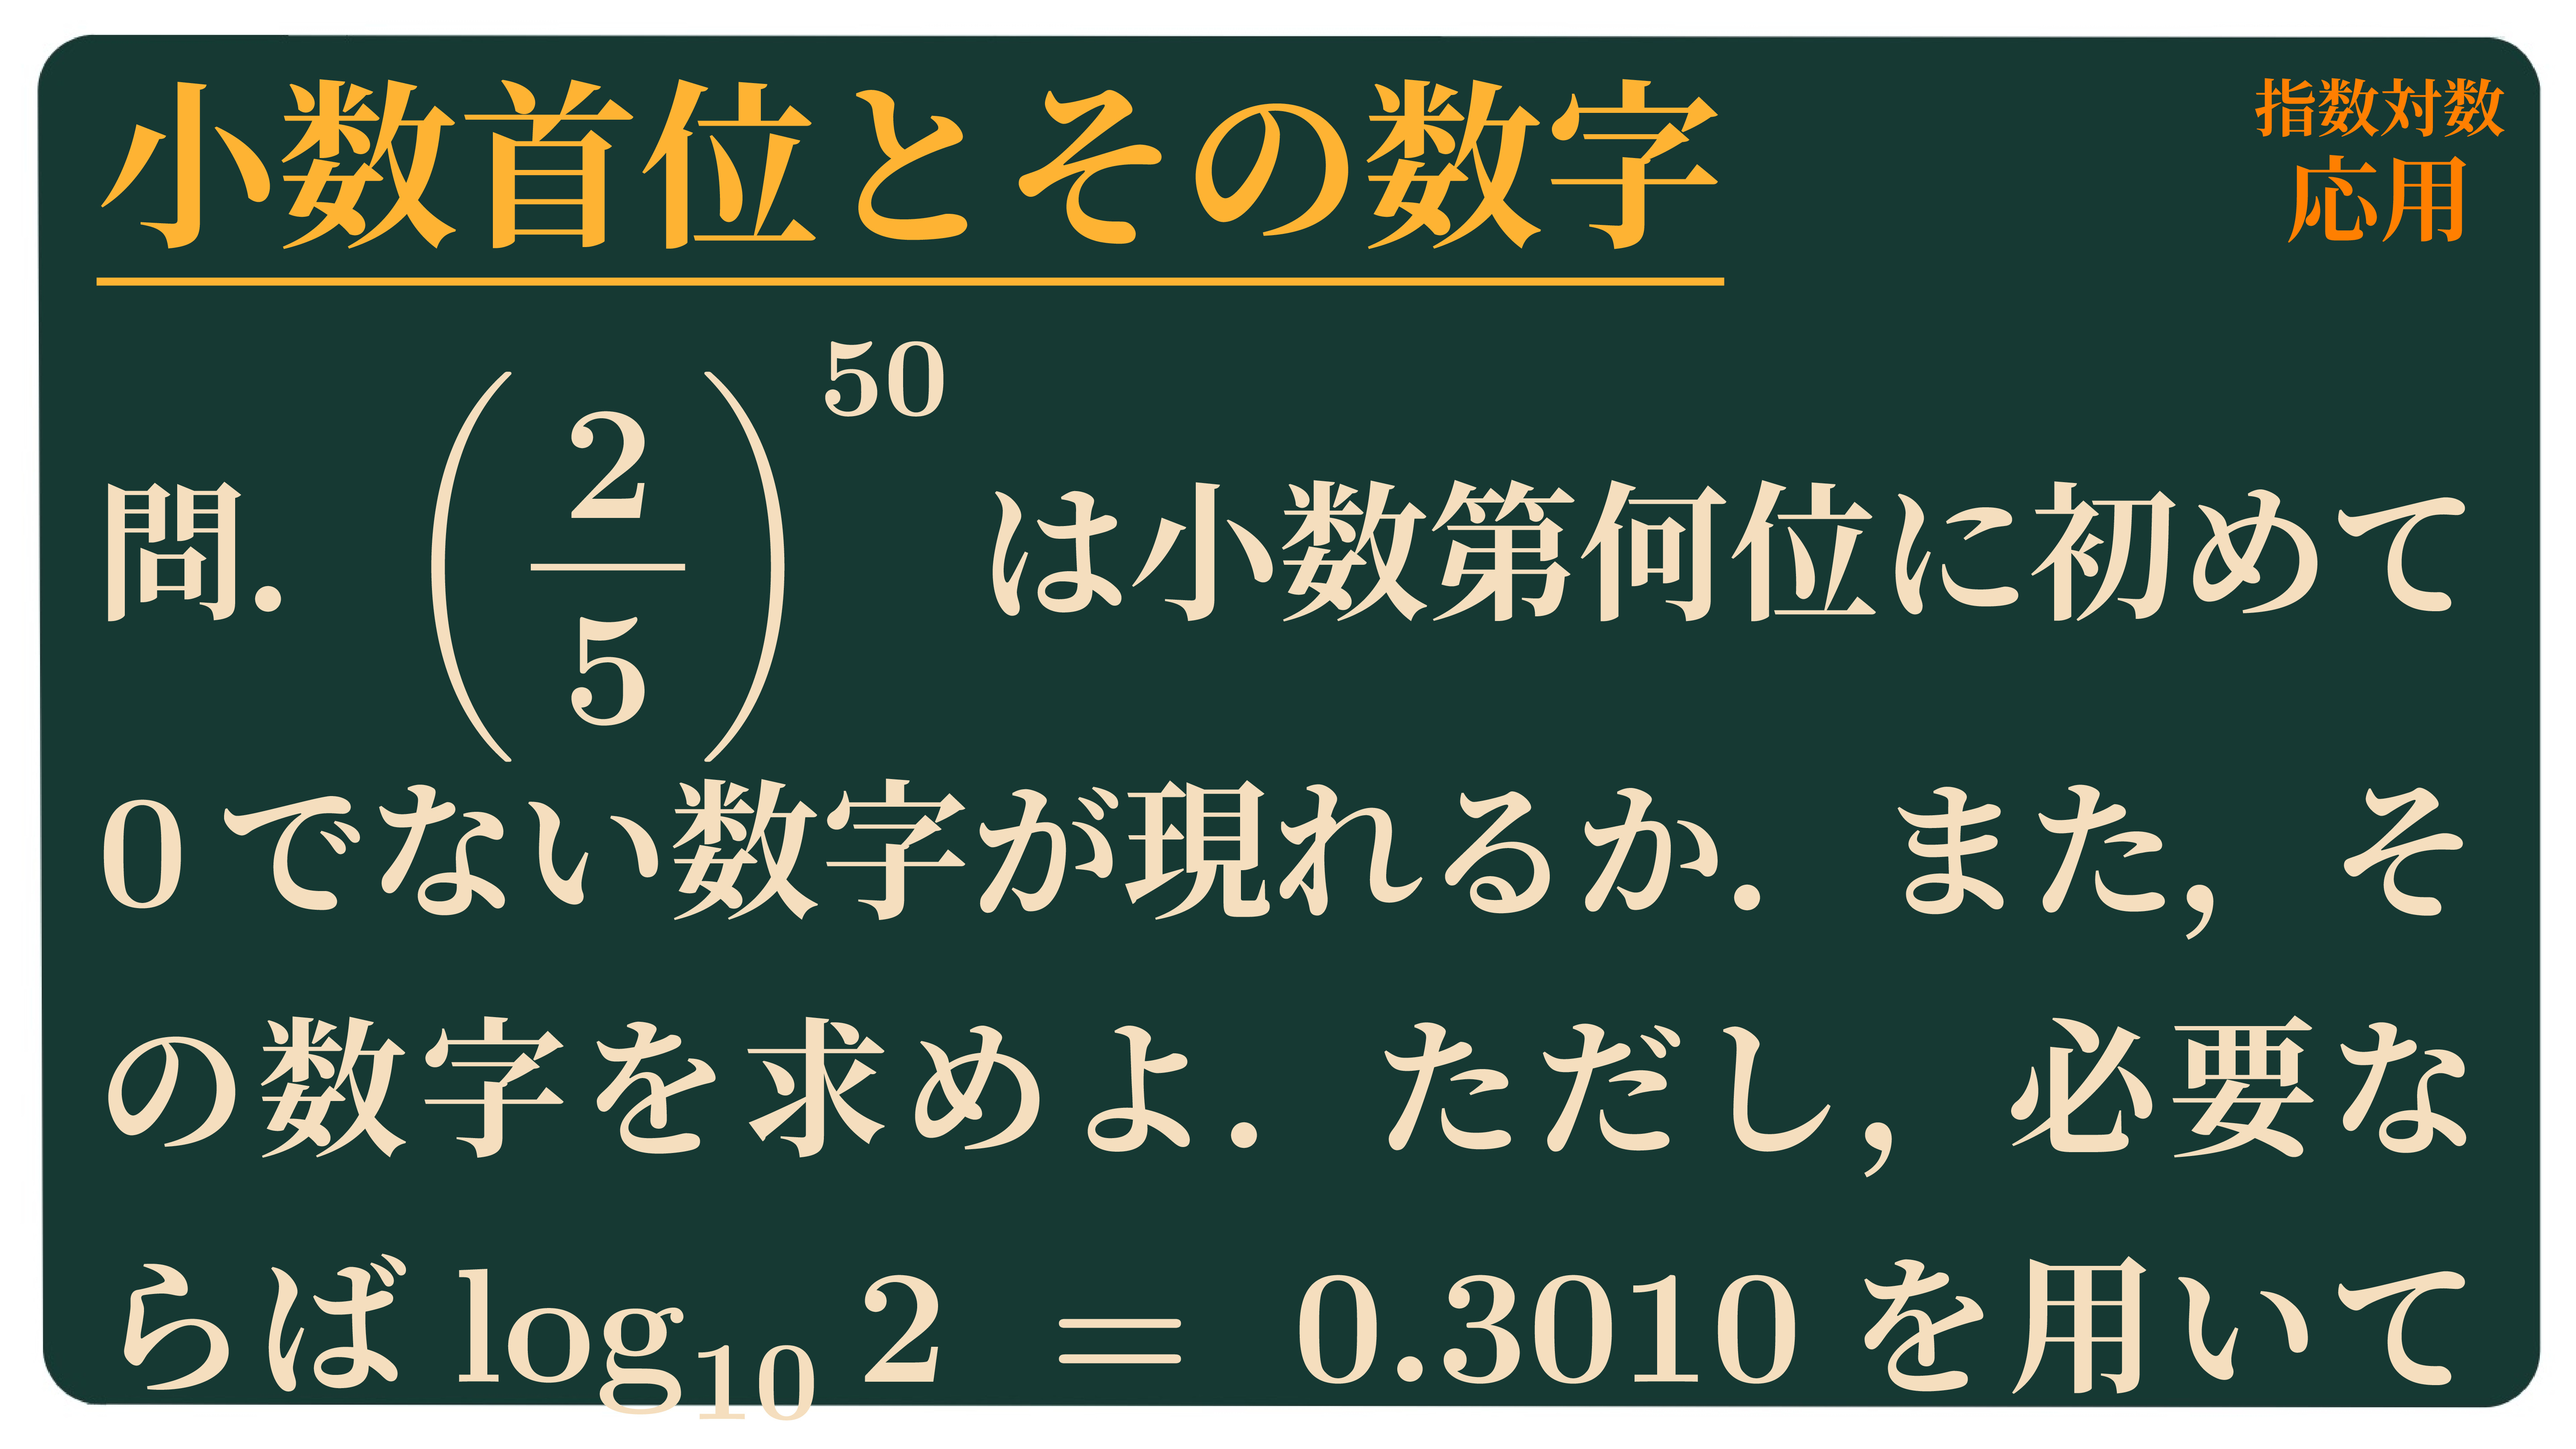 小数首位とその数字
指数対数
応用
問. (2/5)^50 は小数第何位に初めて
0でない数字が現れるか. また, そ
の数字を求めよ. ただし, 必要な
らば log_10 2 = 0.3010 を用いて